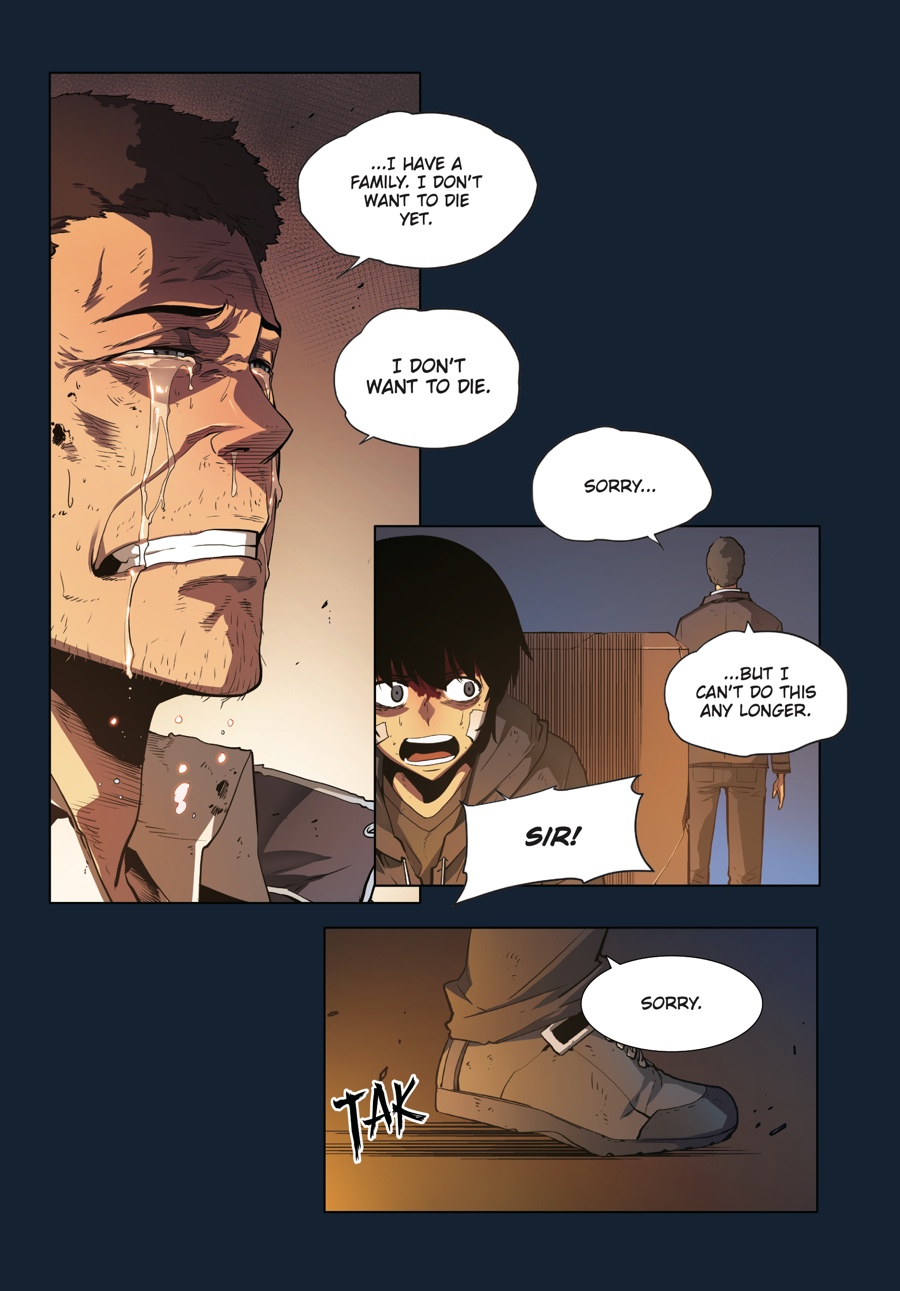 ...I HAVE A
FAMILY. I DON'T
WANT TO DIE
YET.
I DON'T
WANT TO DIE.
SORRY...
...BUT I
CAN'T DO THIS
ANY LONGER.
SIR!
SORRY.
TAK